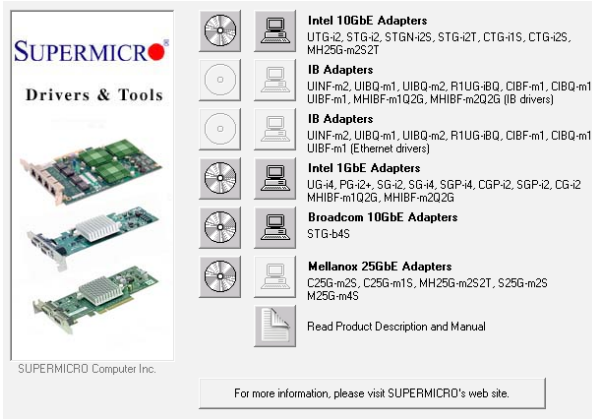 SUPERMICRO
Drivers & Tools
SUPERMICRO Computer Inc.
Intel 10GbE Adapters
UTG-i2, STG-i2, STGN-i2S, STG-i2T, CTG-i1S, CTG-i2S,
MH25G-m2S2T
IB Adapters
UINF-m2, UIBQ-m1, UIBQ-m2, R1UG-iBQ, CIBF-m1, CIBQ-m1
UIBF-m1, MHIBF-m1Q2G, MHIBF-m2Q2G (IB drivers)
IB Adapters
UINF-m2, UIBQ-m1, UIBQ-m2, R1UG-iBQ, CIBF-m1, CIBQ-m1
UIBF-m1 (Ethernet drivers)
Intel 1GbE Adapters
UG-i4, PG-i2+, SG-i2, SG-i4, SGP-i4, CGP-i2, SGP-i2, CG-i2
MHIBF-m1Q2G, MHIBF-m2Q2G
Broadcom 10GbE Adapters
STG-b4S
Mellanox 25GbE Adapters
C25G-m2S, C25G-m1S, MH25G-m2S2T, S25G-m2S
M25G-m4S
Read Product Description and Manual
For more information, please visit SUPERMICRO's web site.